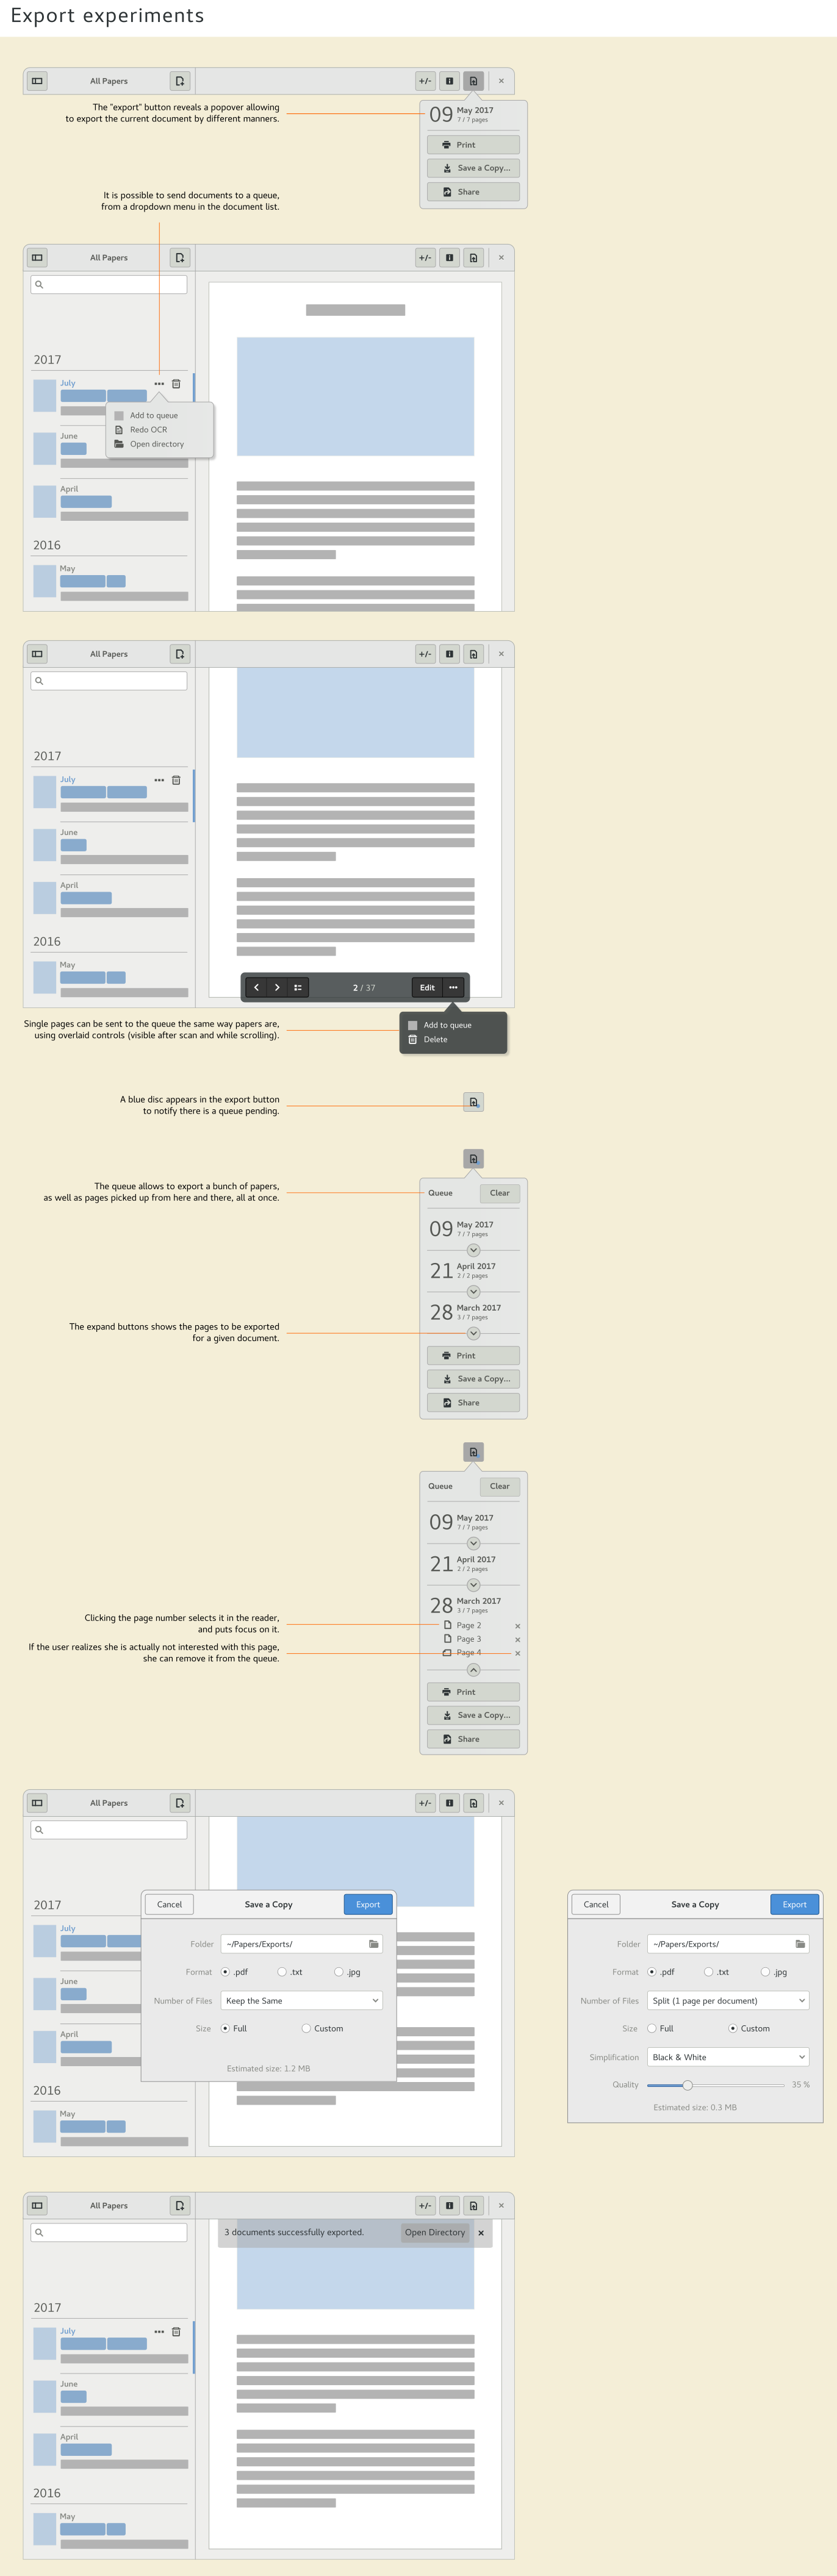 Export experiments
All Papers
+/-
The "export" button reveals a popover allowing
to export the current document by different manners.
09 May 2017
7 / 7 pages
Print
Save a Copy...
Share
It is possible to send documents to a queue,
from a dropdown menu in the document list.
All Papers
+/-
2017
July
Add to queue
Redo OCR
Open directory
June
April
2016
May
All Papers
+/-
2017
July
June
April
2016
May
2 / 37
Edit
Single pages can be sent to the queue the same way papers are,
using overlaid controls (visible after scan and while scrolling).
Add to queue
Delete
A blue disc appears in the export button
to notify there is a queue pending.
The queue allows to export a bunch of papers,
as well as pages picked up from here and there, all at once.
Queue
Clear
09 May 2017
7 / 7 pages
21 April 2017
2 / 2 pages
28 March 2017
3 / 7 pages
The expand buttons shows the pages to be exported
for a given document.
Print
Save a Copy...
Share
Queue
Clear
09 May 2017
7 / 7 pages
21 April 2017
2 / 2 pages
28 March 2017
3 / 7 pages
Clicking the page number selects it in the reader,
and puts focus on it.
Page 2
Page 3
Page 4
If the user realizes she is actually not interested with this page,
she can remove it from the queue.
Print
Save a Copy...
Share
All Papers
+/-
2017
July
June
April
2016
May
Cancel
Save a Copy
Export
Folder ~/Papers/Exports/
Format .pdf .txt .jpg
Number of Files Keep the Same
Size Full Custom
Estimated size: 1.2 MB
Cancel
Save a Copy
Export
Folder ~/Papers/Exports/
Format .pdf .txt .jpg
Number of Files Split (1 page per document)
Size Full Custom
Simplification Black & White
Quality 35 %
Estimated size: 0.3 MB
All Papers
+/-
3 documents successfully exported.
Open Directory
2017
July
June
April
2016
May